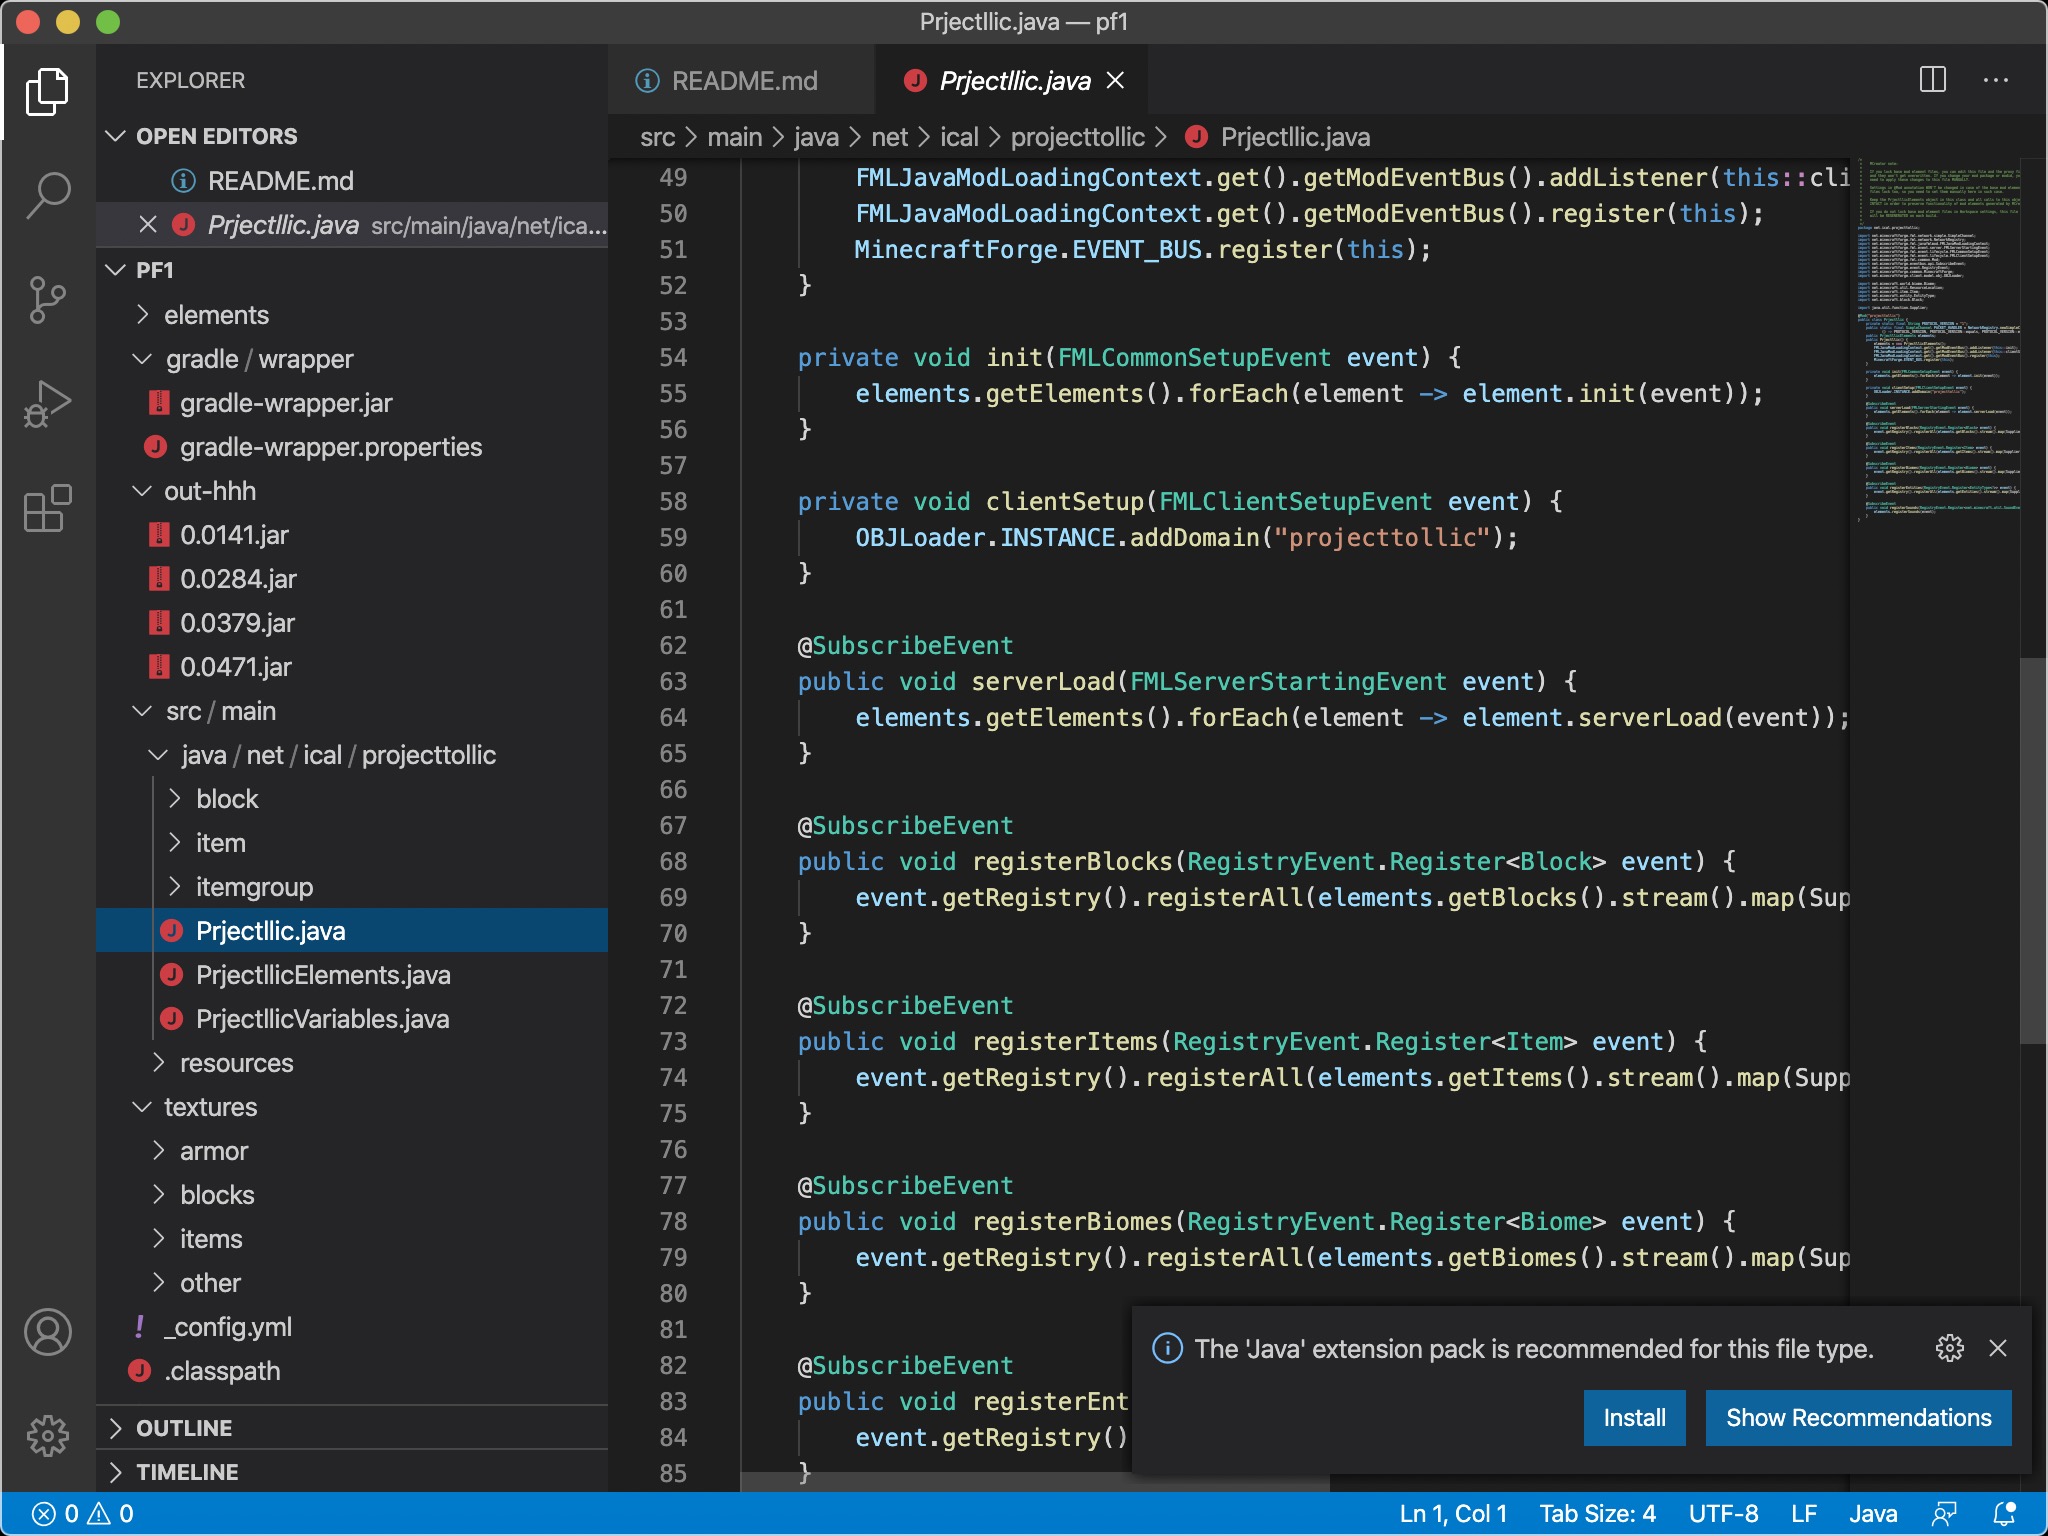 Prjectllic.java — pf1
EXPLORER
OPEN EDITORS
README.md
Prjectllic.java src/main/java/net/ica...
PF1
elements
gradle / wrapper
gradle-wrapper.jar
gradle-wrapper.properties
out-hhh
0.0141.jar
0.0284.jar
0.0379.jar
0.0471.jar
src / main
java / net / ical / projecttollic
block
item
itemgroup
Prjectllic.java
PrjectllicElements.java
PrjectllicVariables.java
resources
textures
armor
blocks
items
other
_config.yml
.classpath
OUTLINE
TIMELINE
README.md
Prjectllic.java
src > main > java > net > ical > projecttollic > Prjectllic.java
49 FMLJavaModLoadingContext.get().getModEventBus().addListener(this::cli
50 FMLJavaModLoadingContext.get().getModEventBus().register(this);
51 MinecraftForge.EVENT_BUS.register(this);
52 }
53
54 private void init(FMLCommonSetupEvent event) {
55 elements.getElements().forEach(element -> element.init(event));
56 }
57
58 private void clientSetup(FMLClientSetupEvent event) {
59 OBJLoader.INSTANCE.addDomain("projecttollic");
60 }
61
62 @SubscribeEvent
63 public void serverLoad(FMLServerStartingEvent event) {
64 elements.getElements().forEach(element -> element.serverLoad(event));
65 }
66
67 @SubscribeEvent
68 public void registerBlocks(RegistryEvent.Register<Block> event) {
69 event.getRegistry().registerAll(elements.getBlocks().stream().map(Sup
70 }
71
72 @SubscribeEvent
73 public void registerItems(RegistryEvent.Register<Item> event) {
74 event.getRegistry().registerAll(elements.getItems().stream().map(Supp
75 }
76
77 @SubscribeEvent
78 public void registerBiomes(RegistryEvent.Register<Biome> event) {
79 event.getRegistry().registerAll(elements.getBiomes().stream().map(Sup
80 }
81
82 @SubscribeEvent
83 public void registerEnt
84 event.getRegistry()
85 }
The 'Java' extension pack is recommended for this file type.
Install
Show Recommendations
0 0
Ln 1, Col 1 Tab Size: 4 UTF-8 LF Java